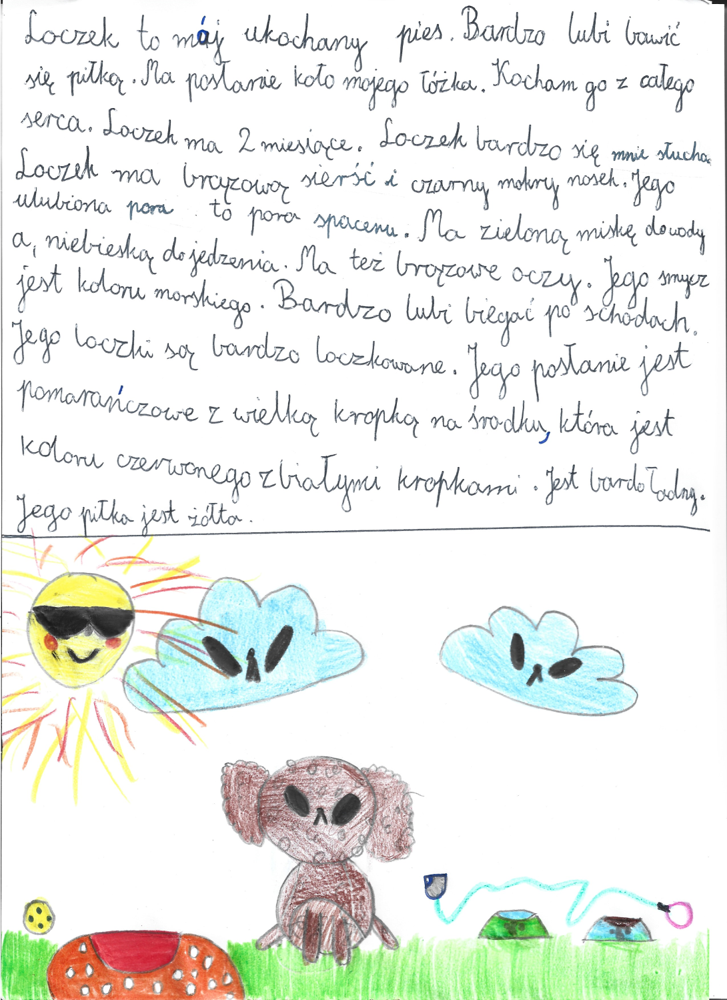 Loczek to mój ukochany pies. Bardzo lubi bawić
się piłką. Ma posłanie koło mojego łóżka. Kocham go z całego
serca. Loczek ma 2 miesiące. Loczek bardzo się mnie słucha.
Loczek ma brązową sierść i czarny mokry nosek. Jego
ulubiona pora to pora spaceru. Ma zieloną miskę do wody
a, niebieską do jedzenia. Ma też brązowe oczy. Jego smycz
jest koloru morskiego. Bardzo lubi biegać po schodach.
Jego loczki są bardzo loczkowane. Jego posłanie jest
pomarańczowe z wielką kropką na środku, która jest
koloru czerwonego z białymi kropkami. Jest bardo ładny.
Jego piłka jest żółta.